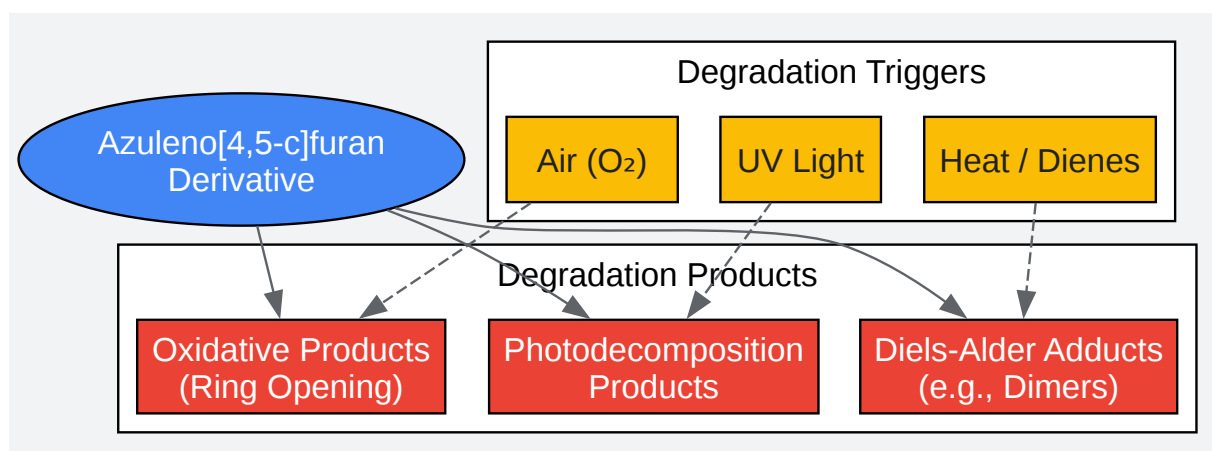 Degradation Triggers
Azuleno[4,5-c]furan
Derivative
Air (O₂)
UV Light
Heat / Dienes
Degradation Products
Oxidative Products
(Ring Opening)
Photodecomposition
Products
Diels-Alder Adducts
(e.g., Dimers)